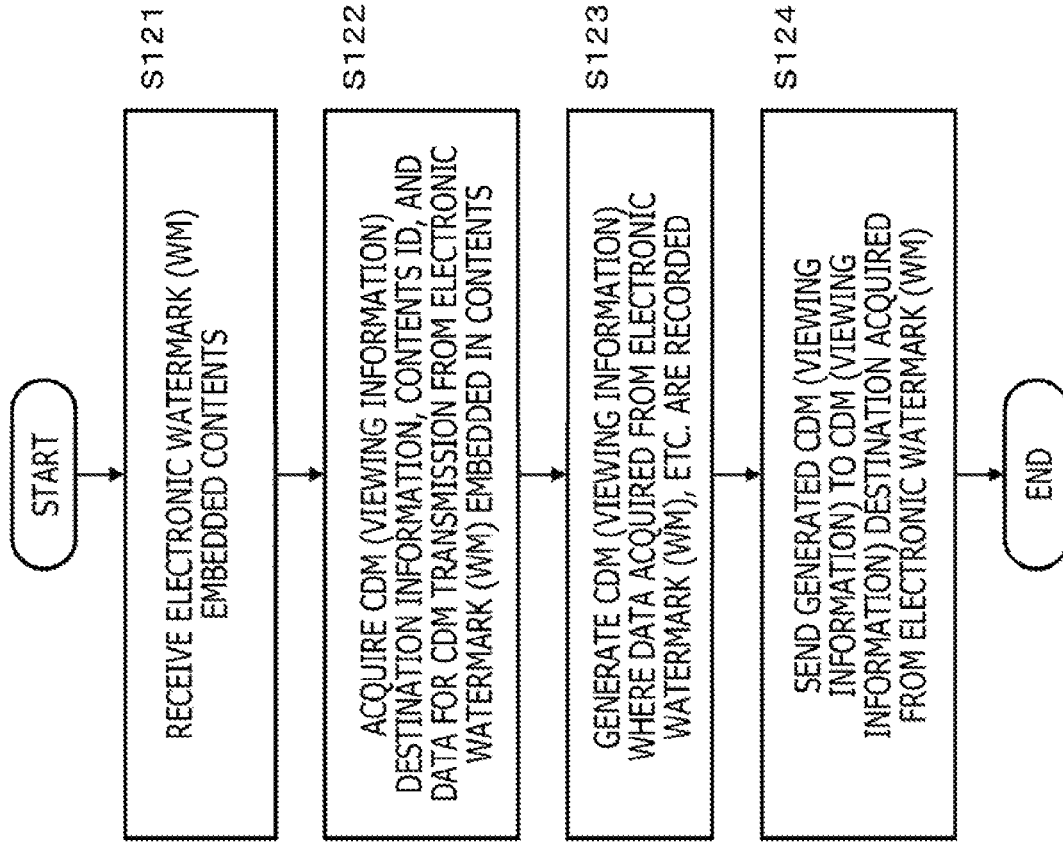 START
S121
RECEIVE ELECTRONIC WATERMARK (WM)
EMBEDDED CONTENTS
S122
ACQUIRE CDM (VIEWING INFORMATION)
DESTINATION INFORMATION, CONTENTS ID, AND
DATA FOR CDM TRANSMISSION FROM ELECTRONIC
WATERMARK (WM) EMBEDDED IN CONTENTS
S123
GENERATE CDM (VIEWING INFORMATION)
WHERE DATA ACQUIRED FROM ELECTRONIC
WATERMARK (WM), ETC. ARE RECORDED
S124
SEND GENERATED CDM (VIEWING
INFORMATION) TO CDM (VIEWING
INFORMATION) DESTINATION ACQUIRED
FROM ELECTRONIC WATERMARK (WM)
END